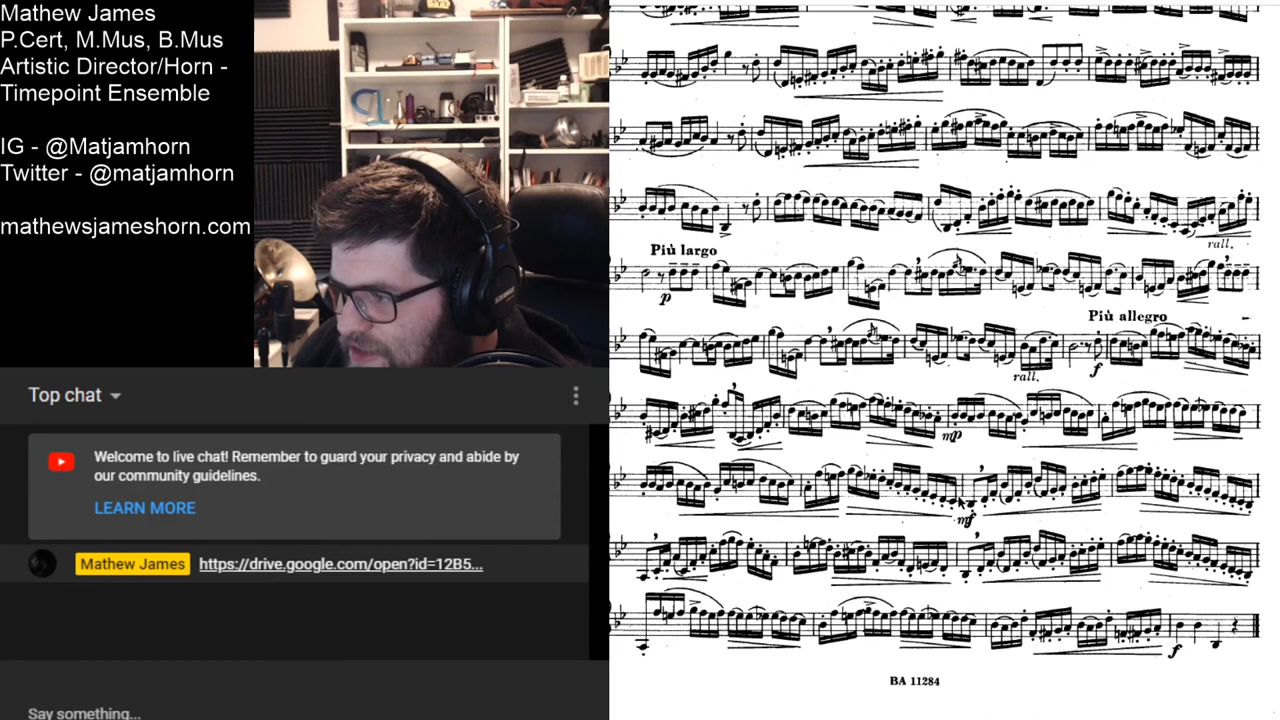 Mathew James
P.Cert, M.Mus, B.Mus
Artistic Director/Horn -
Timepoint Ensemble
IG - @Matjamhorn
Twitter - @matjamhorn
mathewsjameshorn.com
Top chat
Welcome to live chat! Remember to guard your privacy and abide by
our community guidelines.
LEARN MORE
Mathew James https://drive.google.com/open?id=12B5...
Say something...
rall.
Più largo
p
Più allegro
rall.
f
mp
mf
f
BA 11284